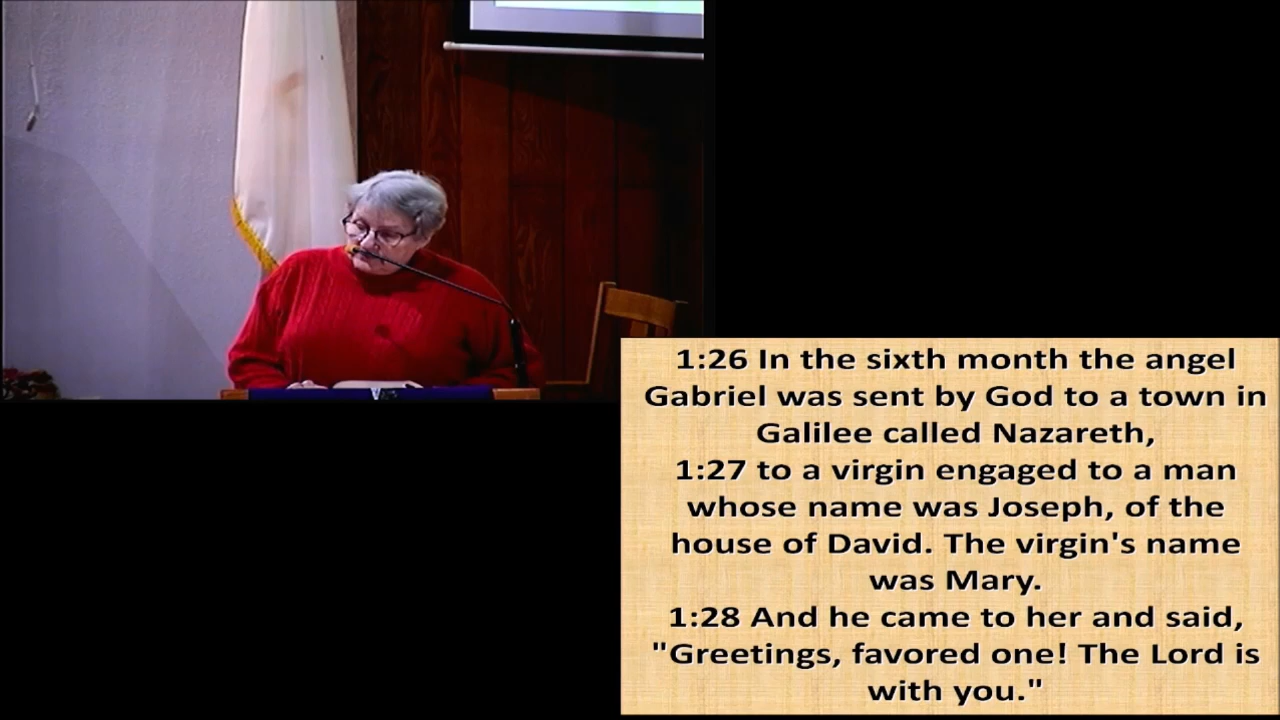 1:26 In the sixth month the angel
Gabriel was sent by God to a town in
Galilee called Nazareth,
1:27 to a virgin engaged to a man
whose name was Joseph, of the
house of David. The virgin's name
was Mary.
1:28 And he came to her and said,
"Greetings, favored one! The Lord is
with you."